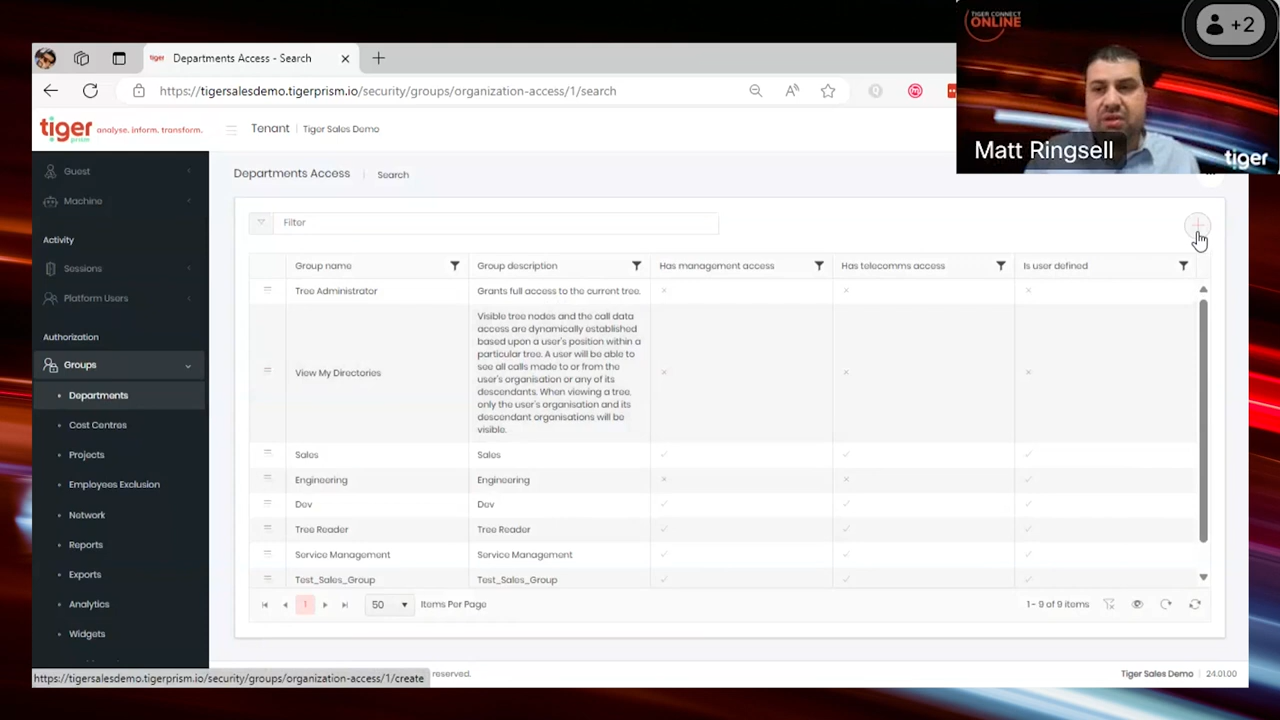 TIGER CONNECT
ONLINE
+2
Matt Ringsell
tiger
tiger
Departments Access - Search
https://tigersalesdemo.tigerprism.io/security/groups/organization-access/1/search
tiger
prism
analyse. inform. transform.
Tenant
Tiger Sales Demo
Guest
Machine
Activity
Sessions
Platform Users
Authorization
Groups
Departments
Cost Centres
Projects
Employees Exclusion
Network
Reports
Exports
Analytics
Widgets
Departments Access
Search
Filter
Group name
Group description
Has management access
Has telecomms access
Is user defined
Tree Administrator
Grants full access to the current tree.
View My Directories
Visible tree nodes and the call data
access are dynamically established
based upon a user's position within a
particular tree. A user will be able to
see all calls made to or from the
user's organisation or any of its
descendants. When viewing a tree,
only the user's organisation and its
descendant organisations will be
visible.
Sales
Sales
Engineering
Engineering
Dev
Dev
Tree Reader
Tree Reader
Service Management
Service Management
Test_Sales_Group
Test_Sales_Group
1
50
Items Per Page
1 - 9 of 9 items
https://tigersalesdemo.tigerprism.io/security/groups/organization-access/1/create
reserved.
Tiger Sales Demo
24.01.00